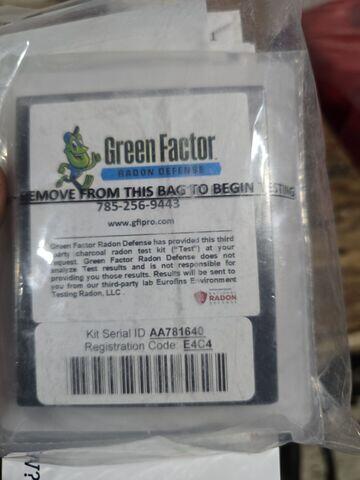 Green Factor
RADON DEFENSE
REMOVE FROM THIS BAG TO BEGIN TESTING
785-256-9443
www.gfipro.com
Green Factor Radon Defense has provided this third
party charcoal radon test kit ("Test") at your
request. Green Factor Radon Defense does not
analyze Test results and is not responsible for
providing you those results. Results will be sent to
you from our third-party lab Eurofins Environment
Testing Radon, LLC.
RADON
Kit Serial ID AA781640
Registration Code: E4C4